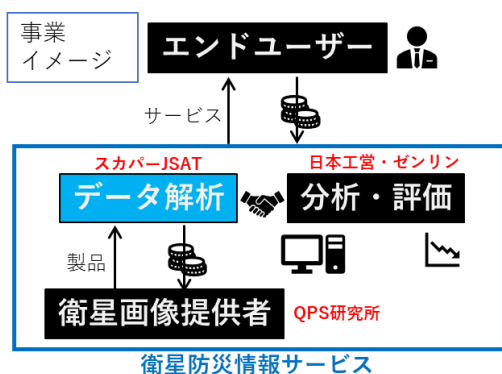 事業
イメージ
エンドユーザー
サービス
スカパーJSAT
日本工営・ゼンリン
データ解析
分析・評価
製品
衛星画像提供者
QPS研究所
衛星防災情報サービス